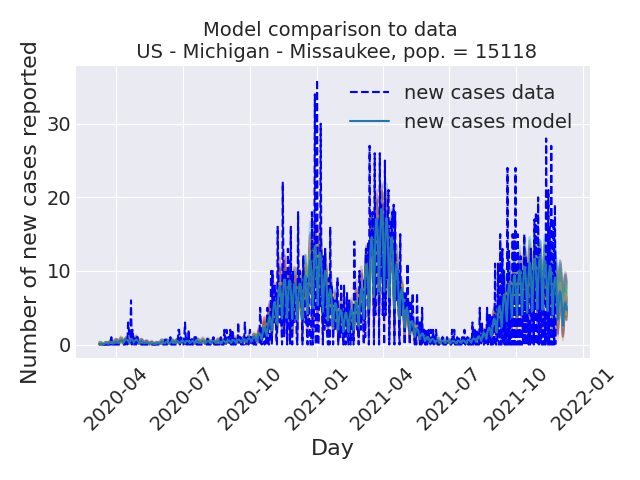 Model comparison to data
US - Michigan - Missaukee, pop. = 15118
Number of new cases reported
30
20
10
0
new cases data
new cases model
2020-04
2020-07
2020-10
2021-01
2021-04
2021-07
2021-10
2022-01
Day